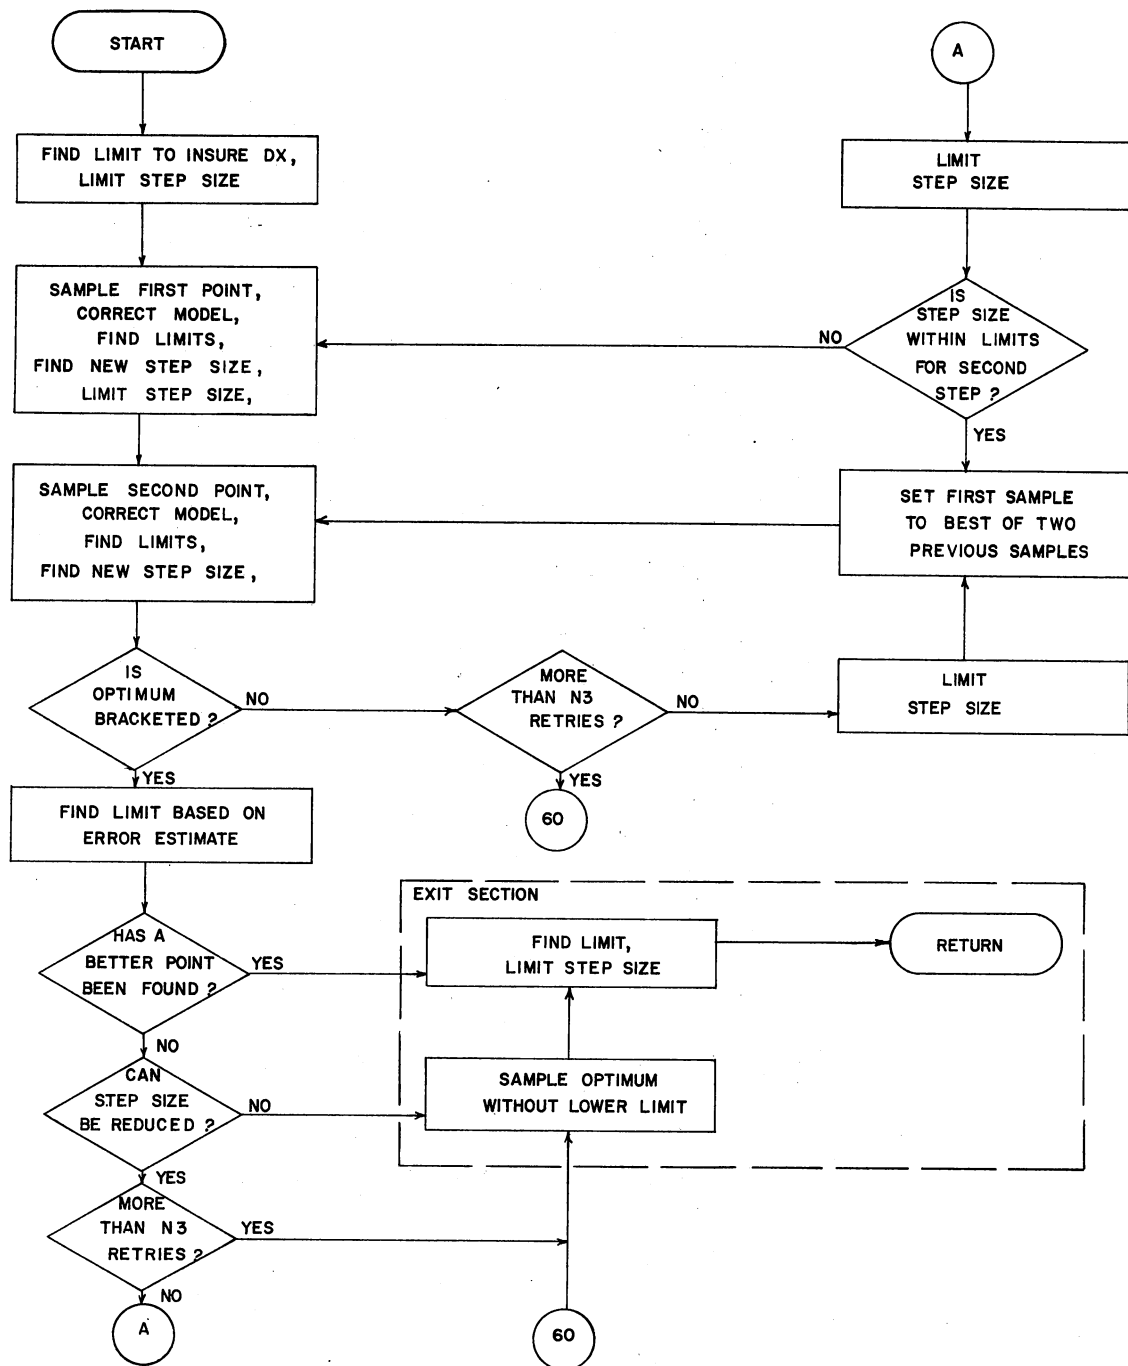 START
FIND LIMIT TO INSURE DX,
LIMIT STEP SIZE
SAMPLE FIRST POINT,
CORRECT MODEL,
FIND LIMITS,
FIND NEW STEP SIZE,
LIMIT STEP SIZE,
SAMPLE SECOND POINT,
CORRECT MODEL,
FIND LIMITS,
FIND NEW STEP SIZE,
IS
OPTIMUM
BRACKETED ?
NO
YES
MORE
THAN N3
RETRIES ?
NO
YES
60
LIMIT
STEP SIZE
SET FIRST SAMPLE
TO BEST OF TWO
PREVIOUS SAMPLES
A
LIMIT
STEP SIZE
IS
STEP SIZE
WITHIN LIMITS
FOR SECOND
STEP ?
NO
YES
FIND LIMIT BASED ON
ERROR ESTIMATE
HAS A
BETTER POINT
BEEN FOUND ?
YES
NO
CAN
STEP SIZE
BE REDUCED ?
NO
YES
MORE
THAN N3
RETRIES ?
YES
NO
A
EXIT SECTION
FIND LIMIT,
LIMIT STEP SIZE
RETURN
SAMPLE OPTIMUM
WITHOUT LOWER LIMIT
60